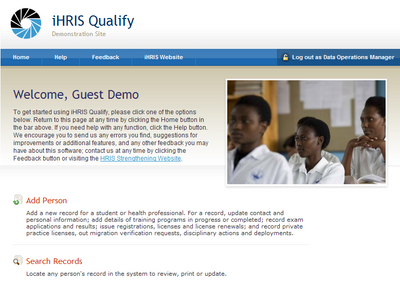 iHRIS Qualify
Demonstration Site
Home Help Feedback iHRIS Website Log out as Data Operations Manager
Welcome, Guest Demo
To get started using iHRIS Qualify, please click one of the options
below. Return to this page at any time by clicking the Home button in
the bar above. If you need help with any function, click the Help button.
We encourage you to send us any errors you find, suggestions for
improvements or additional features, and any other feedback you may
have about this software; contact us at any time by clicking the
Feedback button or visiting the HRIS Strengthening Website.
Add Person
Add a new record for a student or health professional. For a record, update contact and
personal information; add details of training programs in progress or completed; record exam
applications and results; issue registrations, licenses and license renewals; and record private
practice licenses, out migration verification requests, disciplinary actions and deployments.
Search Records
Locate any person's record in the system to review, print or update.